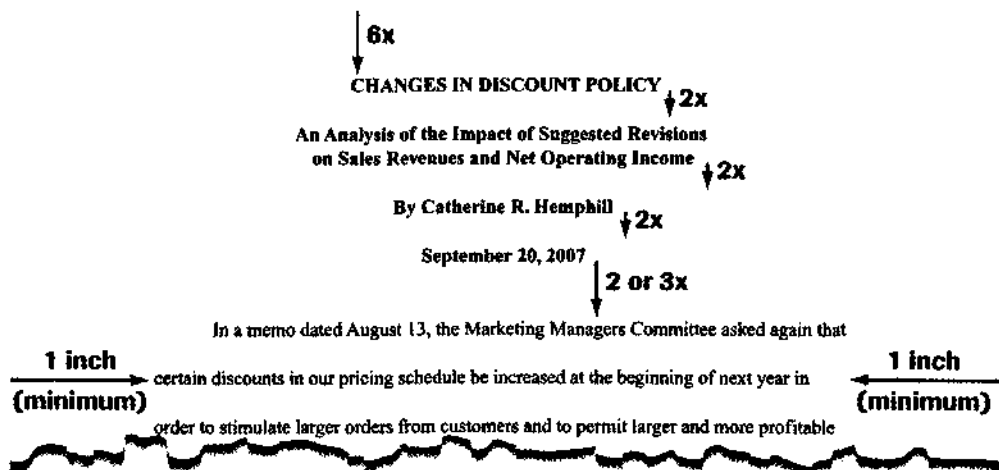 6x
CHANGES IN DISCOUNT POLICY
2x
An Analysis of the Impact of Suggested Revisions
on Sales Revenues and Net Operating Income
2x
By Catherine R. Hemphill
2x
September 20, 2007
2 or 3x
In a memo dated August 13, the Marketing Managers Committee asked again that
1 inch
(minimum)
certain discounts in our pricing schedule be increased at the beginning of next year in
1 inch
(minimum)
order to stimulate larger orders from customers and to permit larger and more profitable